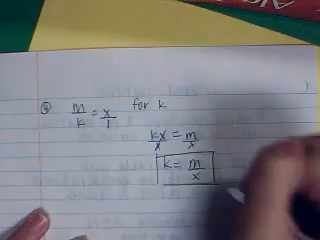 ④ m/k = x/1 for k
kx/x = m/x
k = m/x